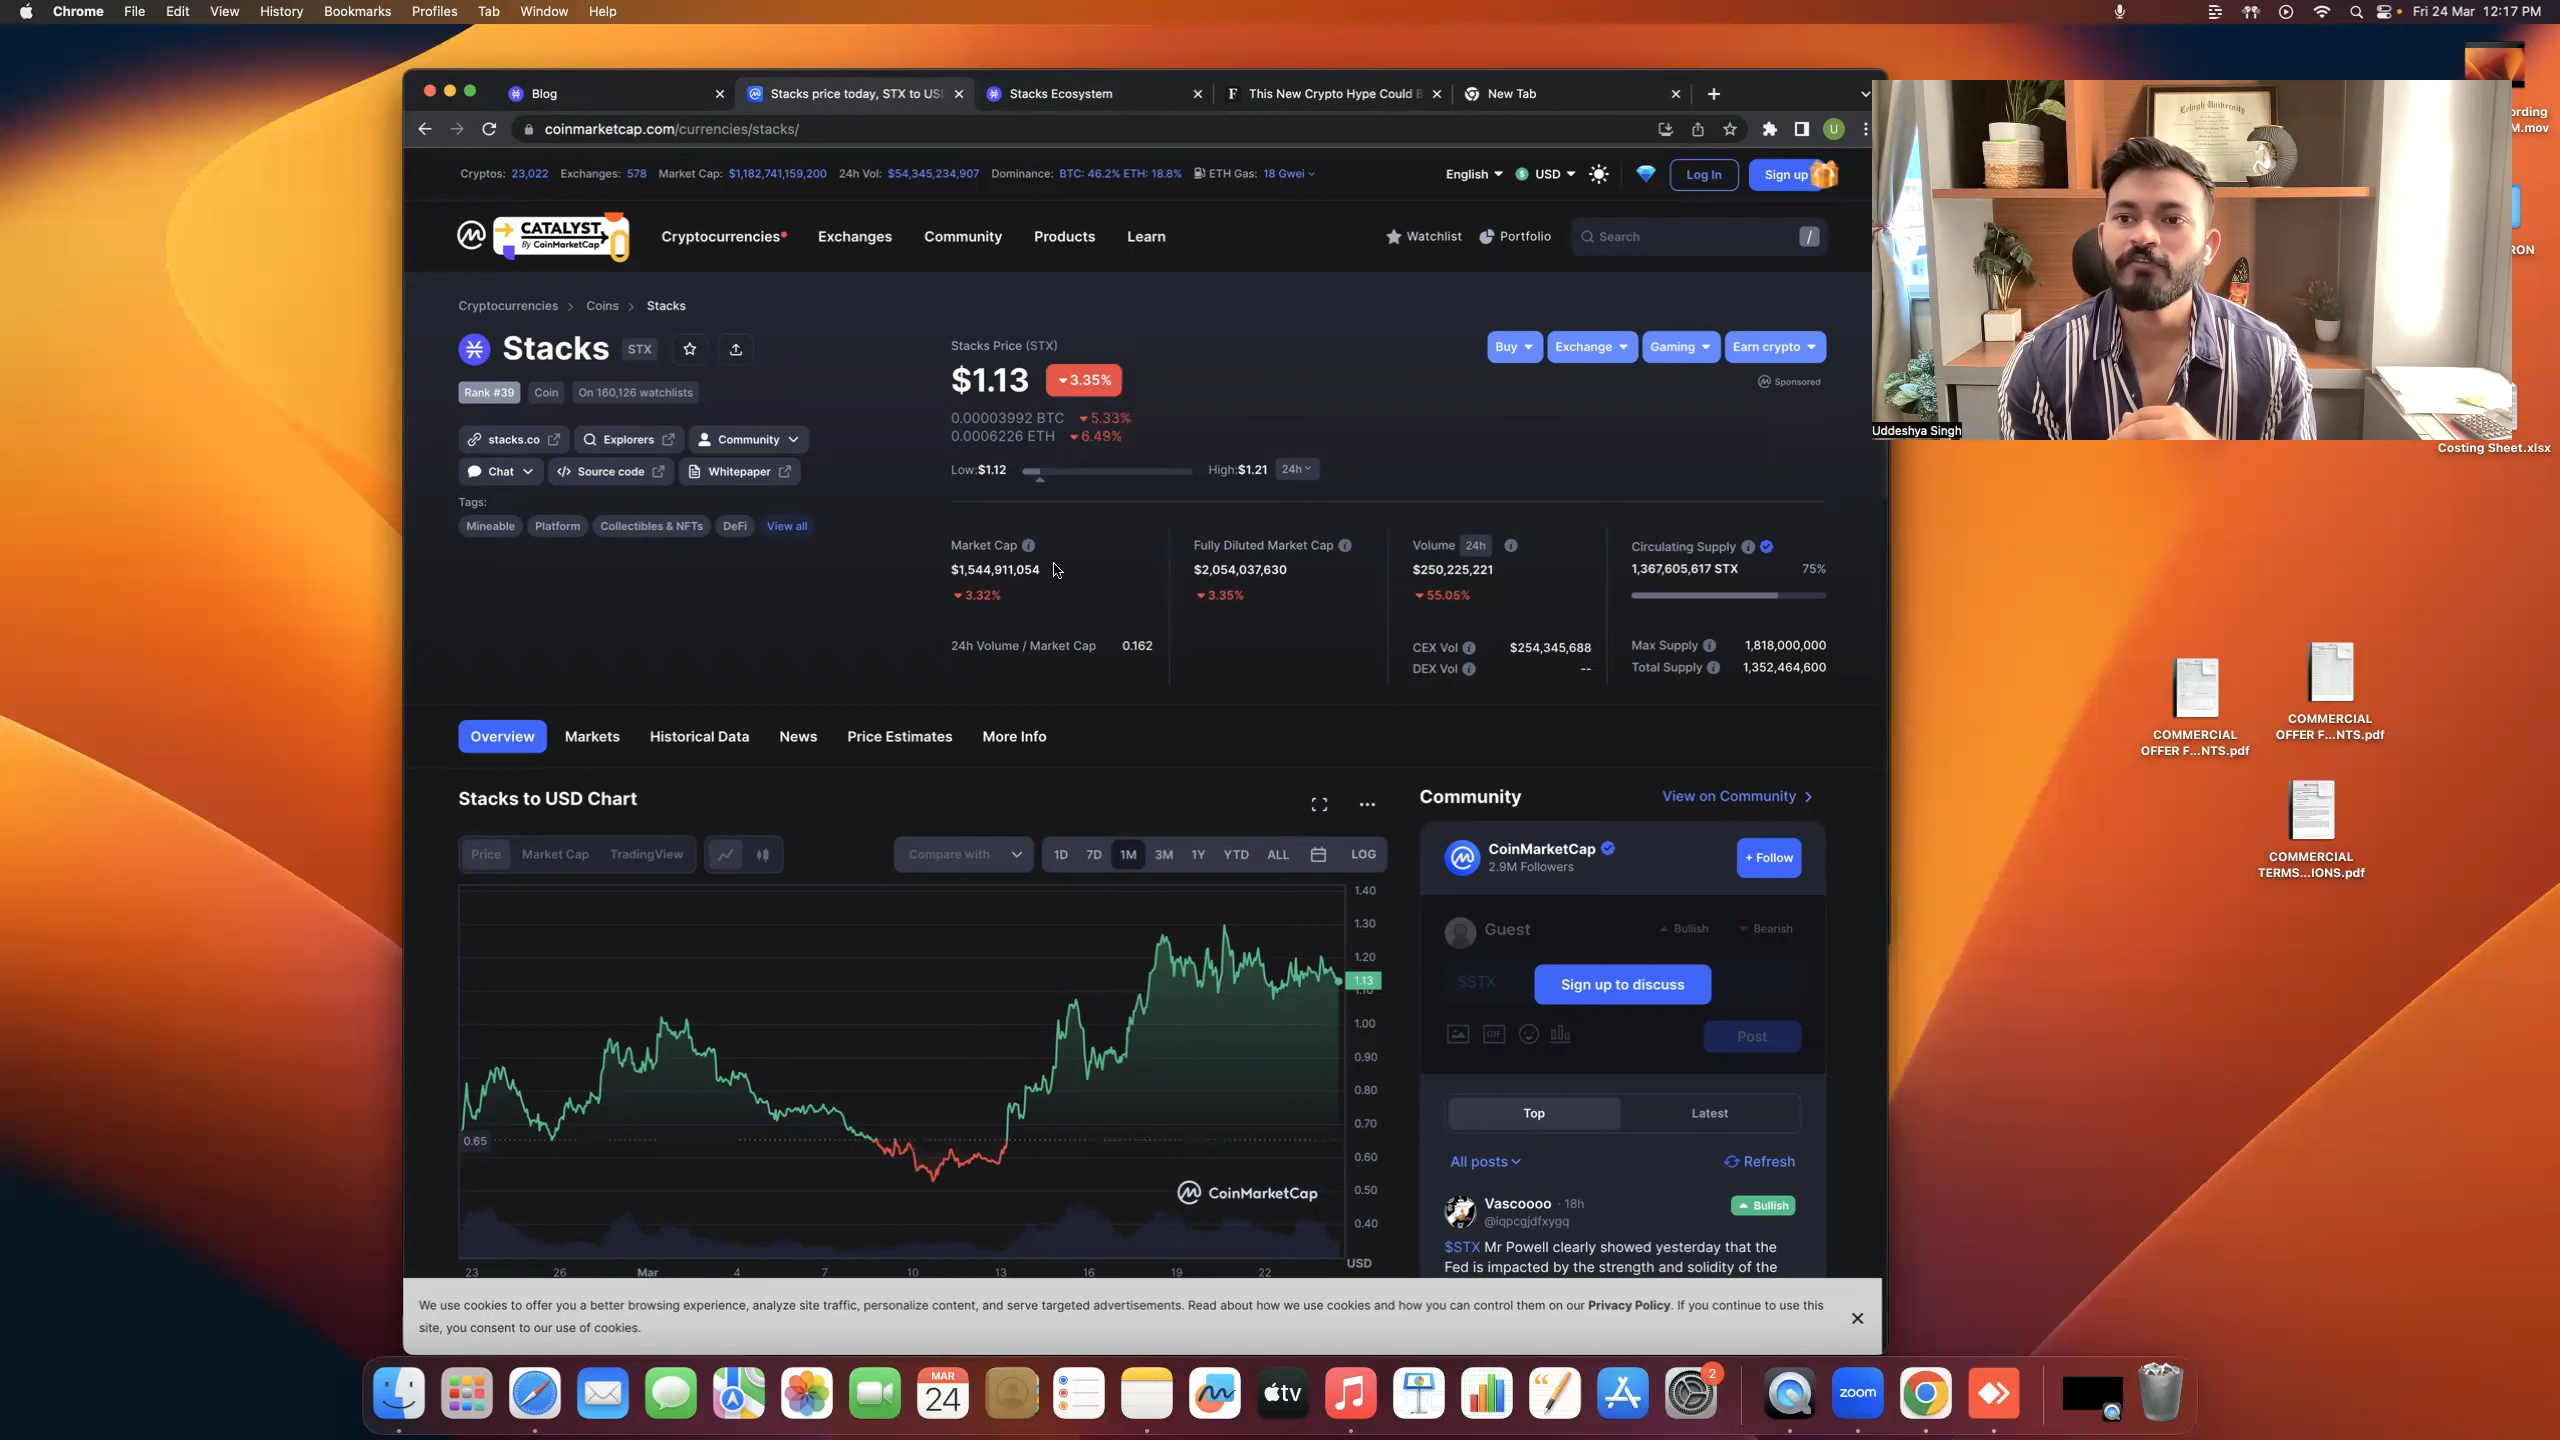 Chrome File Edit View History Bookmarks Profiles Tab Window Help
Fri 24 Mar 12:17 PM
Blog
Stacks price today, STX to USD
Stacks Ecosystem
This New Crypto Hype Could B
New Tab
coinmarketcap.com/currencies/stacks/
U
Cryptos: 23,022 Exchanges: 578 Market Cap: $1,182,741,159,200 24h Vol: $54,345,234,907 Dominance: BTC: 46.2% ETH: 18.8% ETH Gas: 18 Gwei
English USD Log In Sign up
CATALYST
By CoinMarketCap
Cryptocurrencies Exchanges Community Products Learn
Watchlist Portfolio Search /
Lehigh University
Uddeshya Singh
ording
M.mov
RON
Costing Sheet.xlsx
Cryptocurrencies > Coins > Stacks
Stacks STX
Rank #39 Coin On 160,126 watchlists
stacks.co Explorers Community
Chat Source code Whitepaper
Tags:
Mineable Platform Collectibles & NFTs DeFi View all
Stacks Price (STX)
$1.13 3.35%
0.00003992 BTC 5.33%
0.0006226 ETH 6.49%
Low:$1.12 High:$1.21 24h
Buy Exchange Gaming Earn crypto
Sponsored
Market Cap
$1,544,911,054
3.32%
24h Volume / Market Cap 0.162
Fully Diluted Market Cap
$2,054,037,630
3.35%
Volume 24h
$250,225,221
55.05%
CEX Vol $254,345,688
DEX Vol --
Circulating Supply
1,367,605,617 STX 75%
Max Supply 1,818,000,000
Total Supply 1,352,464,600
Overview Markets Historical Data News Price Estimates More Info
Stacks to USD Chart
Price Market Cap TradingView
Compare with
1D 7D 1M 3M 1Y YTD ALL LOG
1.40
1.30
1.20
1.13
1.10
1.00
0.90
0.80
0.70
0.65
0.60
0.50
0.40
CoinMarketCap
USD
23 26 Mar 4 7 10 13 16 19 22
Community
View on Community >
CoinMarketCap
2.9M Followers
+ Follow
Guest
Bullish Bearish
$STX
Sign up to discuss
GIF
Post
Top Latest
All posts
Refresh
Vascoooo · 18h
@iqpcgjdfxygq
Bullish
$STX Mr Powell clearly showed yesterday that the
Fed is impacted by the strength and solidity of the
We use cookies to offer you a better browsing experience, analyze site traffic, personalize content, and serve targeted advertisements. Read about how we use cookies and how you can control them on our Privacy Policy. If you continue to use this
site, you consent to our use of cookies.
COMMERCIAL
OFFER F...NTS.pdf
COMMERCIAL
OFFER F...NTS.pdf
COMMERCIAL
TERMS...IONS.pdf
MAR
24
tv
2
zoom